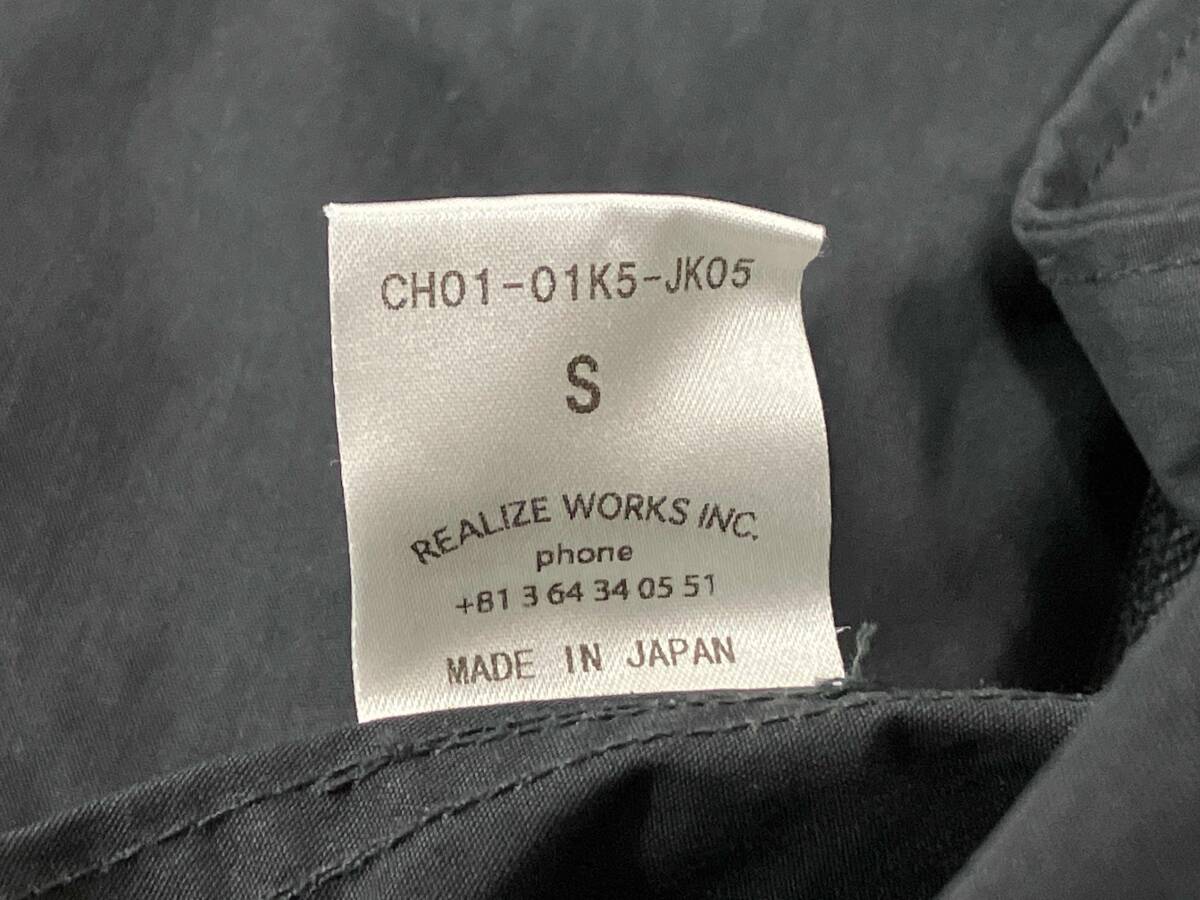 CH01-01K5-JK05
S
REALIZE WORKS INC.
phone
+81 3 64 34 05 51
MADE IN JAPAN